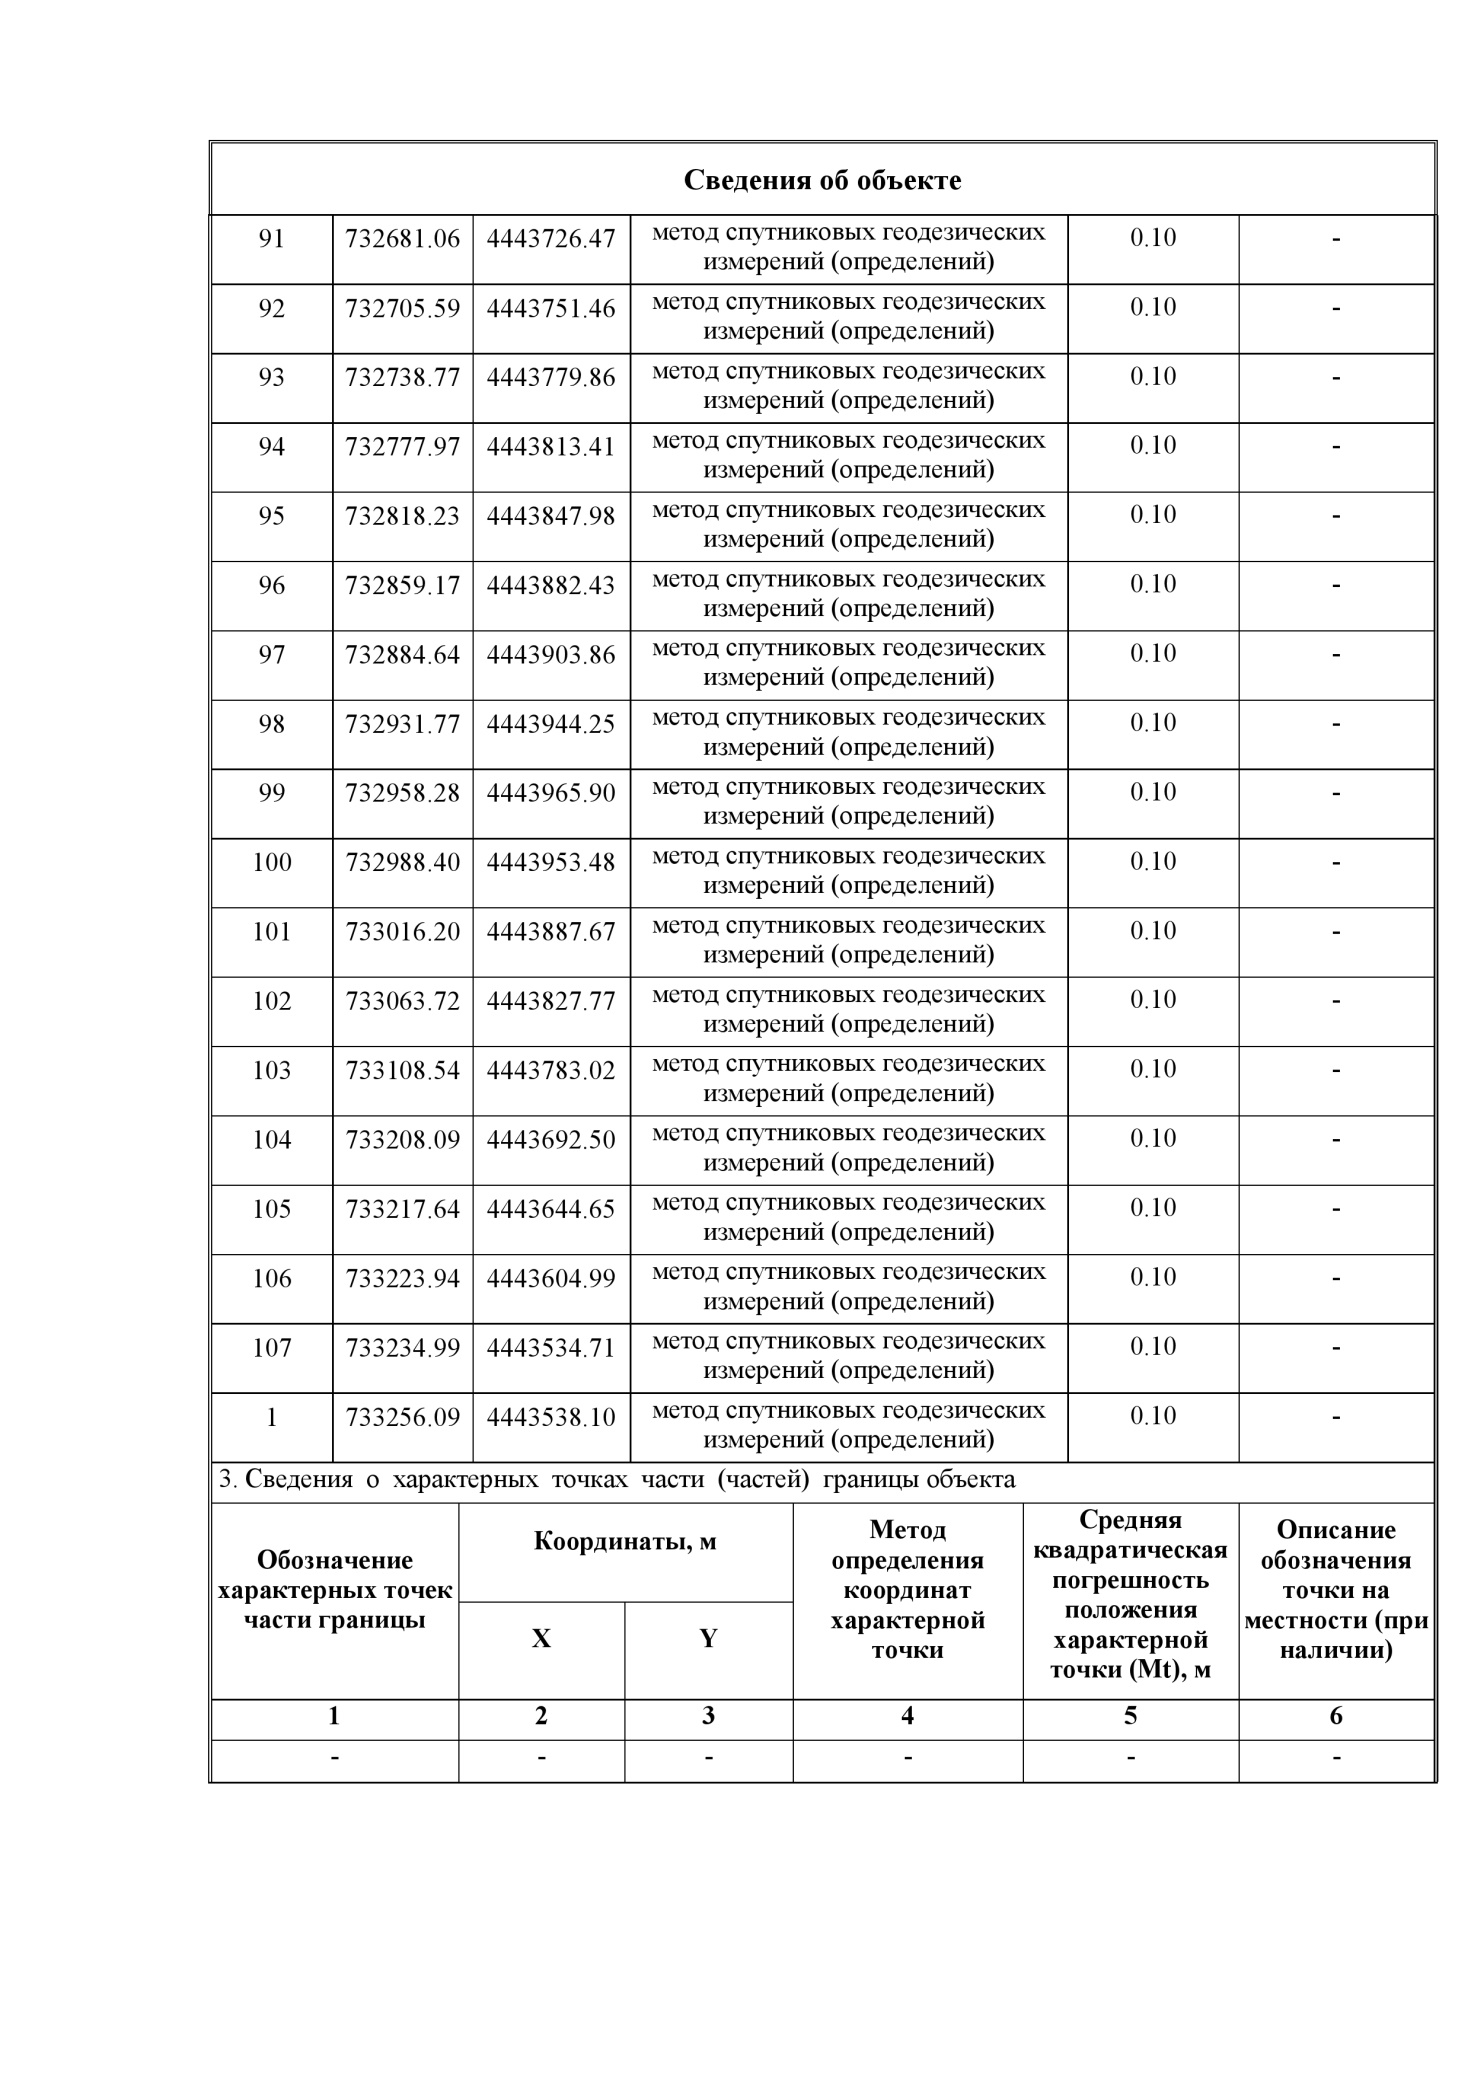 Сведения об объекте
91 732681.06 4443726.47 метод спутниковых геодезических измерений (определений) 0.10 -
92 732705.59 4443751.46 метод спутниковых геодезических измерений (определений) 0.10 -
93 732738.77 4443779.86 метод спутниковых геодезических измерений (определений) 0.10 -
94 732777.97 4443813.41 метод спутниковых геодезических измерений (определений) 0.10 -
95 732818.23 4443847.98 метод спутниковых геодезических измерений (определений) 0.10 -
96 732859.17 4443882.43 метод спутниковых геодезических измерений (определений) 0.10 -
97 732884.64 4443903.86 метод спутниковых геодезических измерений (определений) 0.10 -
98 732931.77 4443944.25 метод спутниковых геодезических измерений (определений) 0.10 -
99 732958.28 4443965.90 метод спутниковых геодезических измерений (определений) 0.10 -
100 732988.40 4443953.48 метод спутниковых геодезических измерений (определений) 0.10 -
101 733016.20 4443887.67 метод спутниковых геодезических измерений (определений) 0.10 -
102 733063.72 4443827.77 метод спутниковых геодезических измерений (определений) 0.10 -
103 733108.54 4443783.02 метод спутниковых геодезических измерений (определений) 0.10 -
104 733208.09 4443692.50 метод спутниковых геодезических измерений (определений) 0.10 -
105 733217.64 4443644.65 метод спутниковых геодезических измерений (определений) 0.10 -
106 733223.94 4443604.99 метод спутниковых геодезических измерений (определений) 0.10 -
107 733234.99 4443534.71 метод спутниковых геодезических измерений (определений) 0.10 -
1 733256.09 4443538.10 метод спутниковых геодезических измерений (определений) 0.10 -
3. Сведения о характерных точках части (частей) границы объекта
Обозначение
характерных точек
части границы
Координаты, м
X Y
Метод
определения
координат
характерной
точки
Средняя
квадратическая
погрешность
положения
характерной
точки (Mt), м
Описание
обозначения
точки на
местности (при
наличии)
1 2 3 4 5 6
- - - - - -